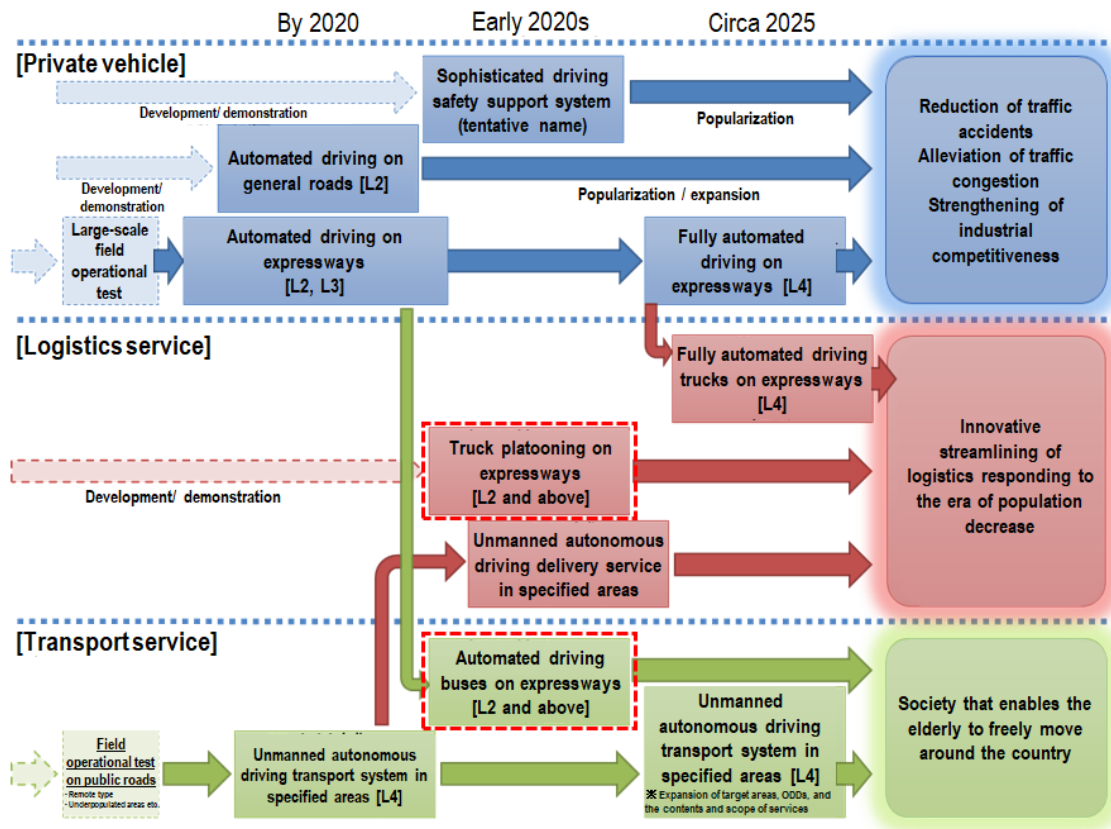 By 2020
Early 2020s
Circa 2025
[Private vehicle]
Development/ demonstration
Sophisticated driving
safety support system
(tentative name)
Popularization
Development/
demonstration
Automated driving on
general roads [L2]
Popularization / expansion
Large-scale
field
operational
test
Automated driving on
expressways
[L2, L3]
Fully automated
driving on
expressways [L4]
Reduction of traffic
accidents
Alleviation of traffic
congestion
Strengthening of
industrial
competitiveness
[Logistics service]
Fully automated driving
trucks on expressways
[L4]
Development/ demonstration
Truck platooning on
expressways
[L2 and above]
Unmanned autonomous
driving delivery service
in specified areas
Innovative
streamlining of
logistics responding to
the era of population
decrease
[Transport service]
Automated driving
buses on expressways
[L2 and above]
Field
operational test
on public roads
- Remote type
- Underpopulated areas etc.
Unmanned autonomous
driving transport system in
specified areas [L4]
Unmanned
autonomous driving
transport system in
specified areas [L4]
※ Expansion of target areas, ODDs, and
the contents and scope of services
Society that enables the
elderly to freely move
around the country